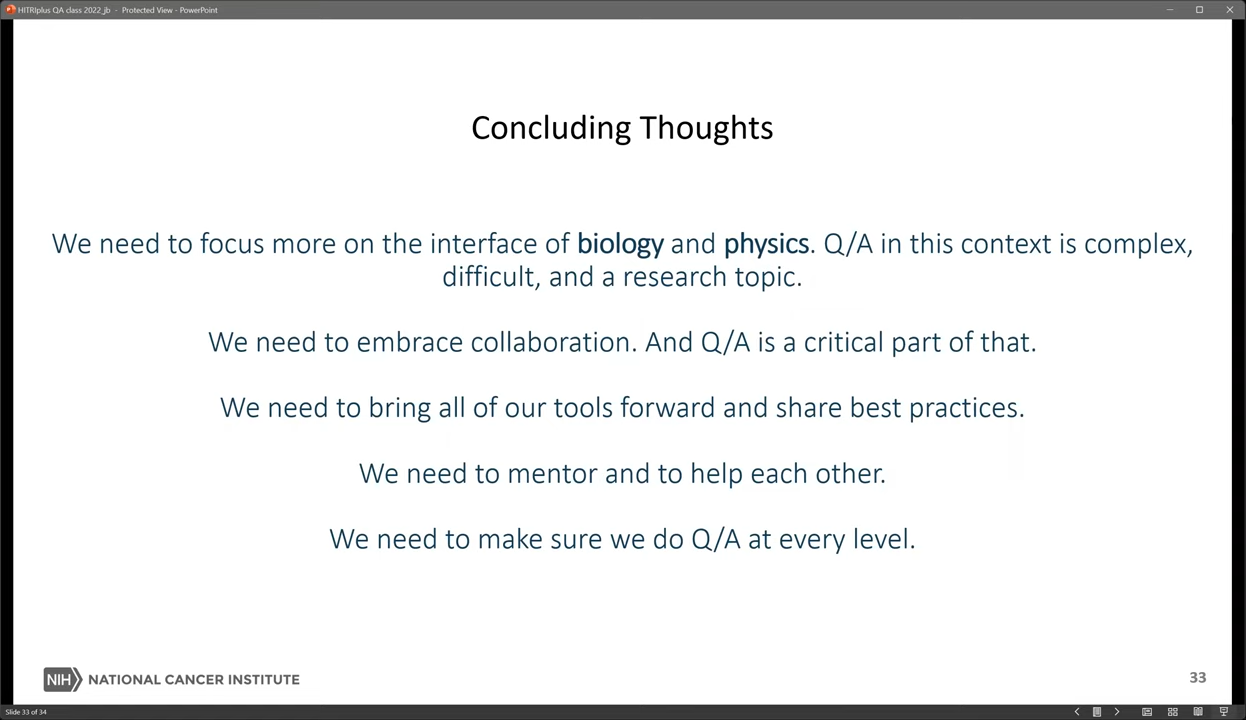 HITRIplus QA class 2022_jb - Protected View - PowerPoint
Concluding Thoughts
We need to focus more on the interface of biology and physics. Q/A in this context is complex,
difficult, and a research topic.
We need to embrace collaboration. And Q/A is a critical part of that.
We need to bring all of our tools forward and share best practices.
We need to mentor and to help each other.
We need to make sure we do Q/A at every level.
NIH NATIONAL CANCER INSTITUTE
33
Slide 33 of 34